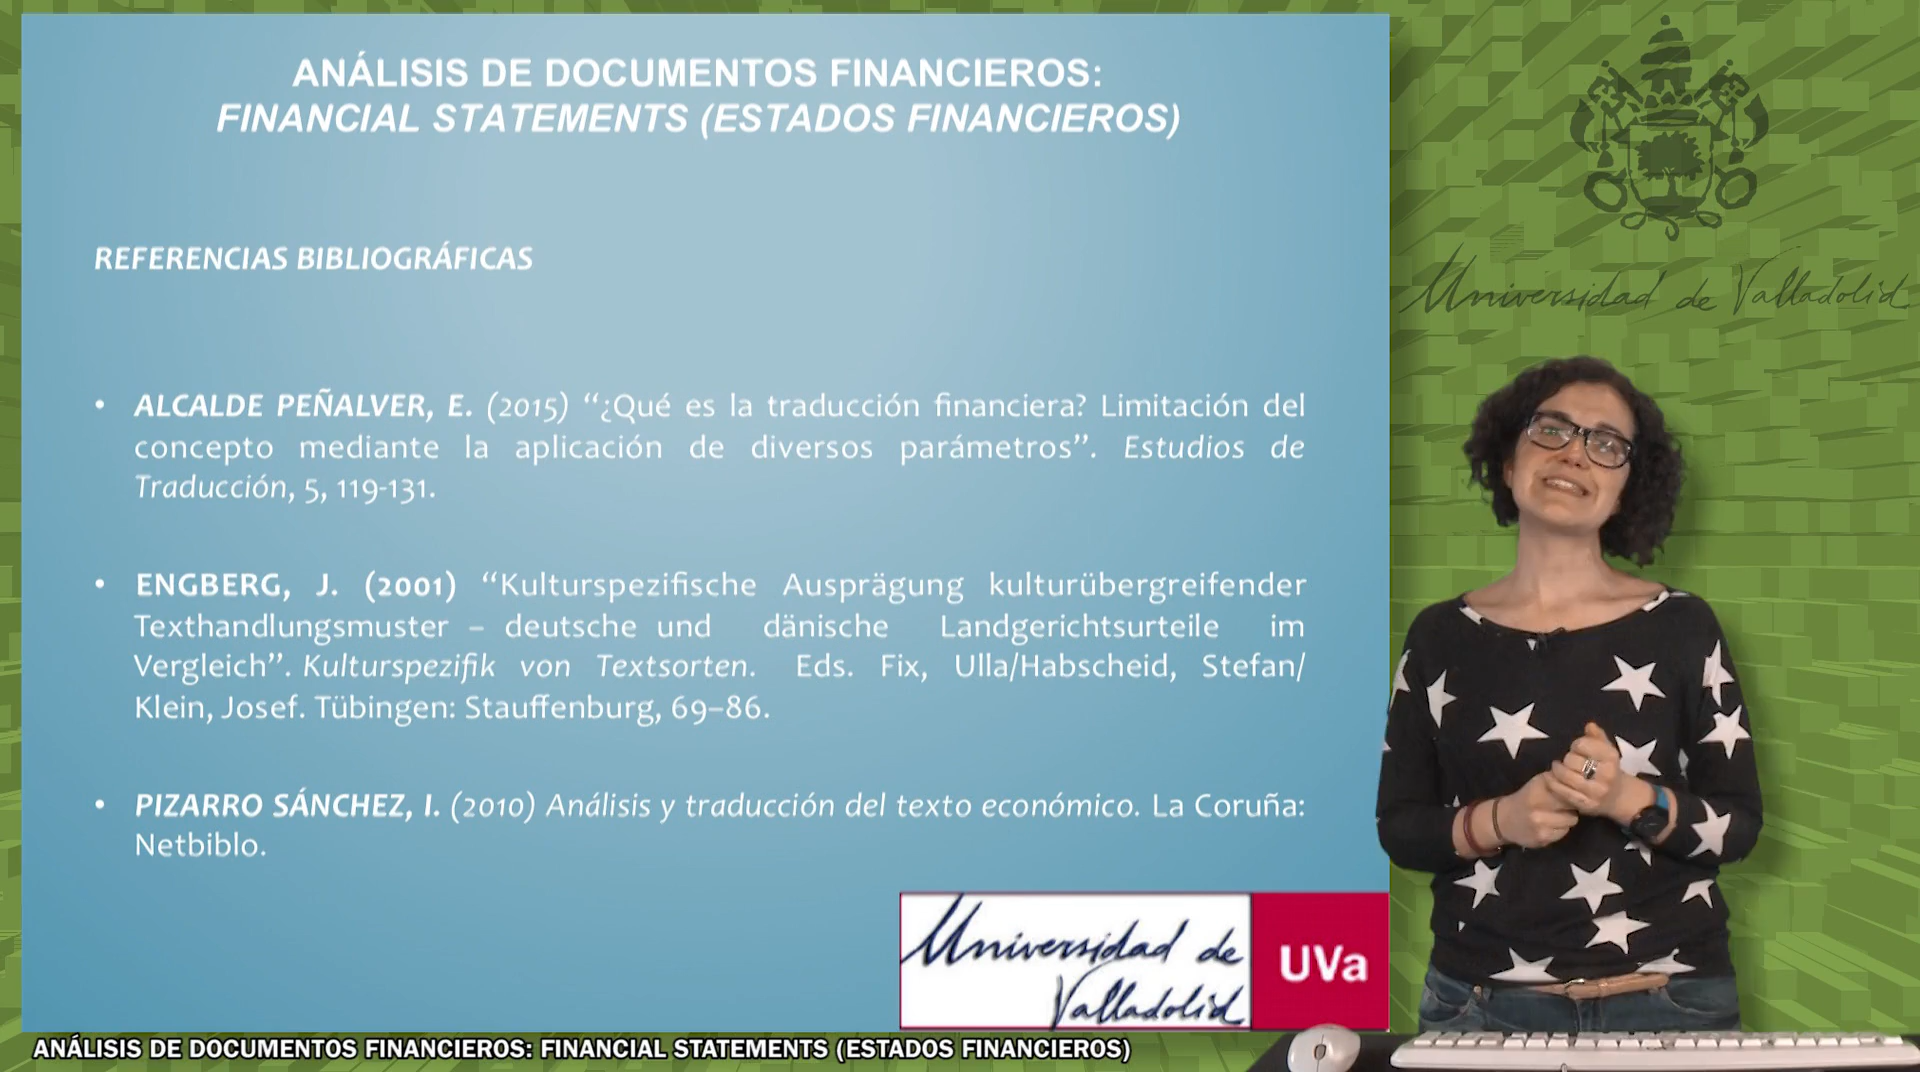 ANÁLISIS DE DOCUMENTOS FINANCIEROS:
FINANCIAL STATEMENTS (ESTADOS FINANCIEROS)
REFERENCIAS BIBLIOGRÁFICAS
• ALCALDE PEÑALVER, E. (2015) “¿Qué es la traducción financiera? Limitación del
concepto mediante la aplicación de diversos parámetros”. Estudios de
Traducción, 5, 119-131.
• ENGBERG, J. (2001) “Kulturspezifische Ausprägung kulturübergreifender
Texthandlungsmuster – deutsche und dänische Landgerichtsurteile im
Vergleich”. Kulturspezifik von Textsorten. Eds. Fix, Ulla/Habscheid, Stefan/
Klein, Josef. Tübingen: Stauffenburg, 69–86.
• PIZARRO SÁNCHEZ, I. (2010) Análisis y traducción del texto económico. La Coruña:
Netbiblo.
Universidad de
Valladolid
UVa
Universidad de Valladolid
ANÁLISIS DE DOCUMENTOS FINANCIEROS: FINANCIAL STATEMENTS (ESTADOS FINANCIEROS)